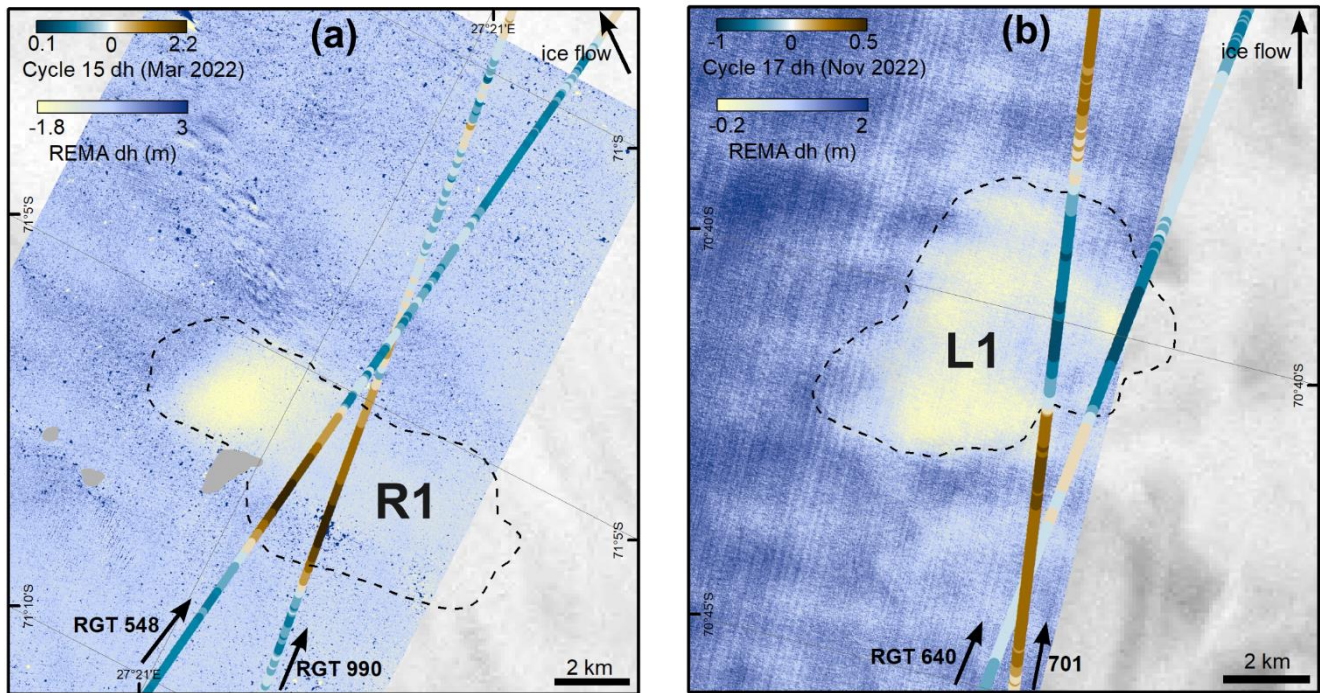 (a)
27°21'E
0.1 0 2.2
Cycle 15 dh (Mar 2022)
ice flow
-1.8 3
REMA dh (m)
71°S
71°5'S
R1
71°5'S
71°10'S
RGT 548
RGT 990
27°21'E
2 km
(b)
-1 0 0.5
Cycle 17 dh (Nov 2022)
ice flow
-0.2 2
REMA dh (m)
70°40'S
L1
70°40'S
70°45'S
RGT 640
701
2 km